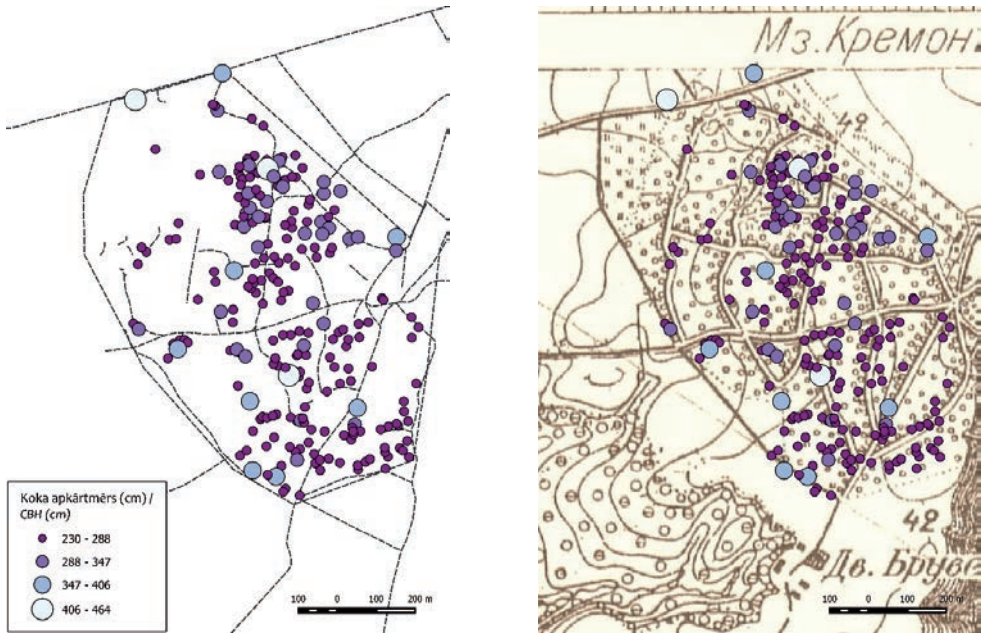 Koka apkārtmērs (cm) /
CBH (cm)
230 - 288
288 - 347
347 - 406
406 - 464
100 0 100 200 m
Мз. Кремон.
42
42
Дв. Бруве
100 0 100 200 m